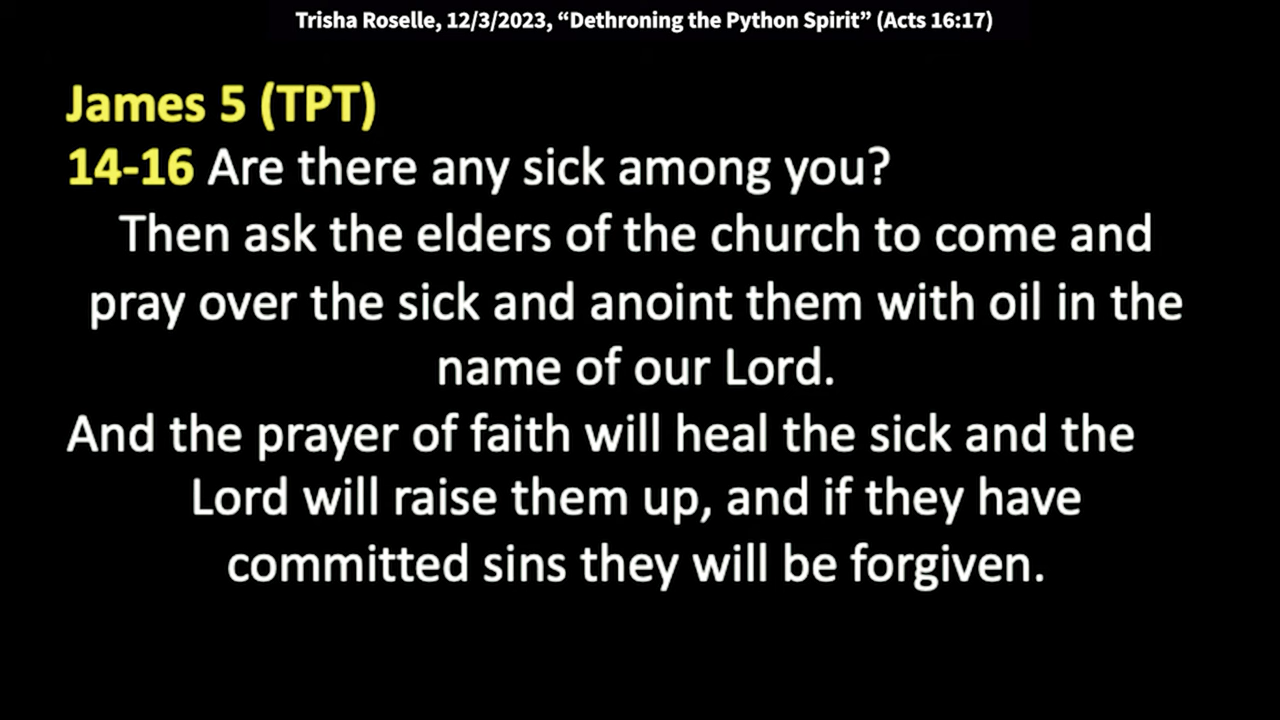 Trisha Roselle, 12/3/2023, “Dethroning the Python Spirit” (Acts 16:17)
James 5 (TPT)
14-16 Are there any sick among you?
Then ask the elders of the church to come and
pray over the sick and anoint them with oil in the
name of our Lord.
And the prayer of faith will heal the sick and the
Lord will raise them up, and if they have
committed sins they will be forgiven.